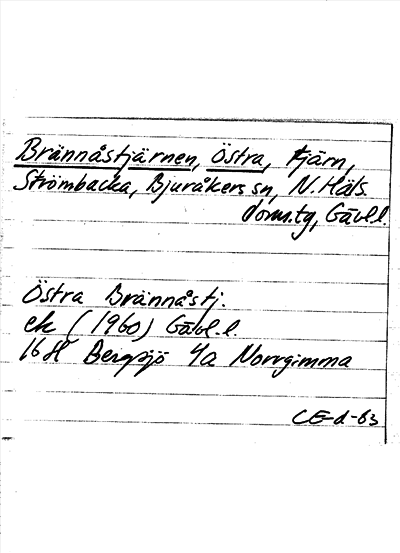 Brännåstjärnen, Östra, tjärn,
Strömbacka, Bjuråkers sn, N. Häls
doms.tg, Gävl.l.
Östra Brännåstj.
ek (1960) Gävl.l.
16 H Bergsjö 4a Norrgimma
CE-d-63